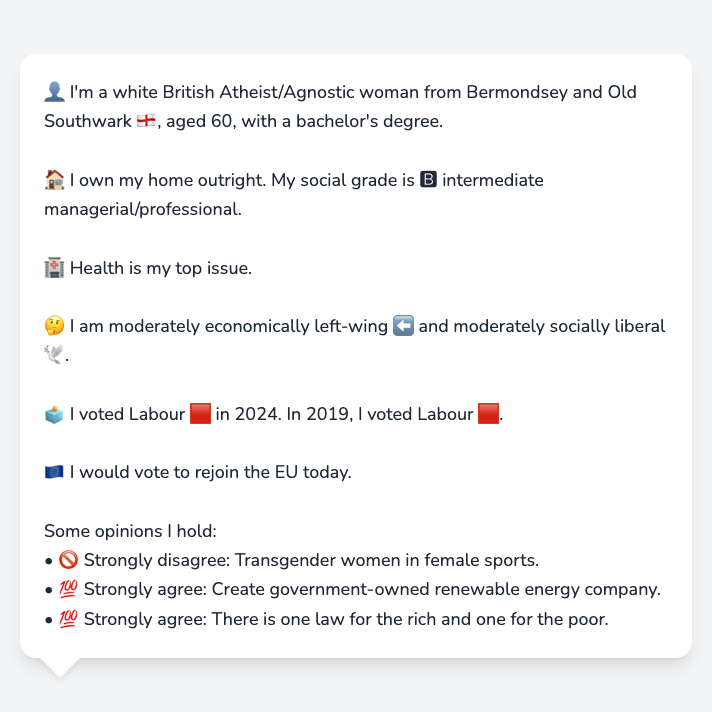 👤 I'm a white British Atheist/Agnostic woman from Bermondsey and Old
Southwark 🏴󠁧󠁢󠁥󠁮󠁧󠁿, aged 60, with a bachelor's degree.
🏠 I own my home outright. My social grade is 🅱 intermediate
managerial/professional.
🏥 Health is my top issue.
🤔 I am moderately economically left-wing ⬅️ and moderately socially liberal
🕊️.
🗳️ I voted Labour 🟥 in 2024. In 2019, I voted Labour 🟥.
🇪🇺 I would vote to rejoin the EU today.
Some opinions I hold:
• 🚫 Strongly disagree: Transgender women in female sports.
• 💯 Strongly agree: Create government-owned renewable energy company.
• 💯 Strongly agree: There is one law for the rich and one for the poor.